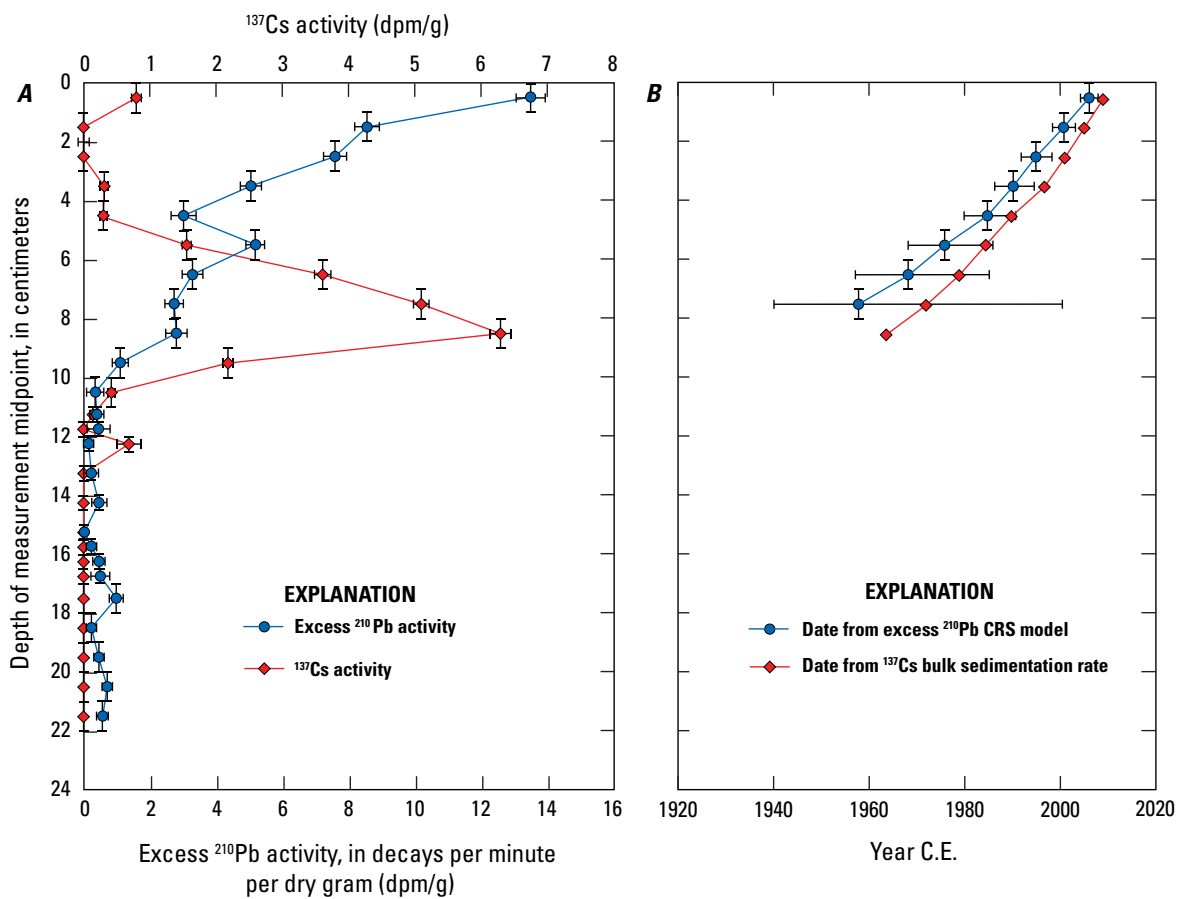 ¹³⁷Cs activity (dpm/g)
0 1 2 3 4 5 6 7 8
A
B
Depth of measurement midpoint, in centimeters
0
2
4
6
8
10
12
14
16
18
20
22
24
EXPLANATION
Excess ²¹⁰Pb activity
¹³⁷Cs activity
0 2 4 6 8 10 12 14 16
Excess ²¹⁰Pb activity, in decays per minute
per dry gram (dpm/g)
EXPLANATION
Date from excess ²¹⁰Pb CRS model
Date from ¹³⁷Cs bulk sedimentation rate
1920 1940 1960 1980 2000 2020
Year C.E.